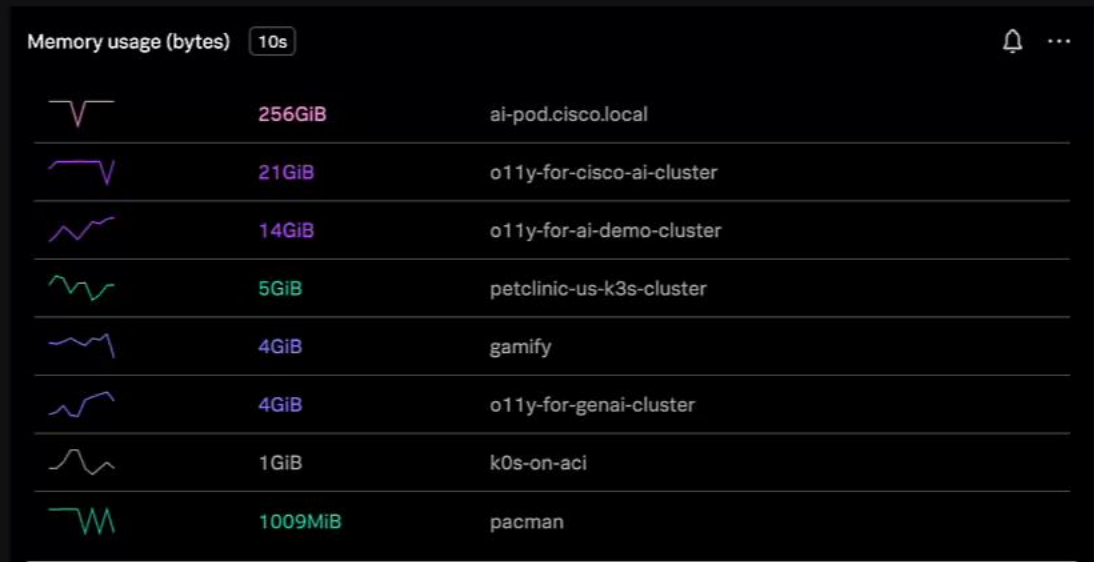 Memory usage (bytes) 10s
256GiB ai-pod.cisco.local
21GiB o11y-for-cisco-ai-cluster
14GiB o11y-for-ai-demo-cluster
5GiB petclinic-us-k3s-cluster
4GiB gamify
4GiB o11y-for-genai-cluster
1GiB k0s-on-aci
1009MiB pacman